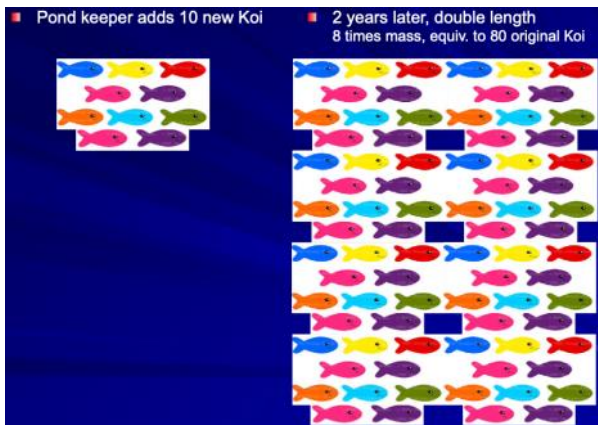 Pond keeper adds 10 new Koi
2 years later, double length
8 times mass, equiv. to 80 original Koi